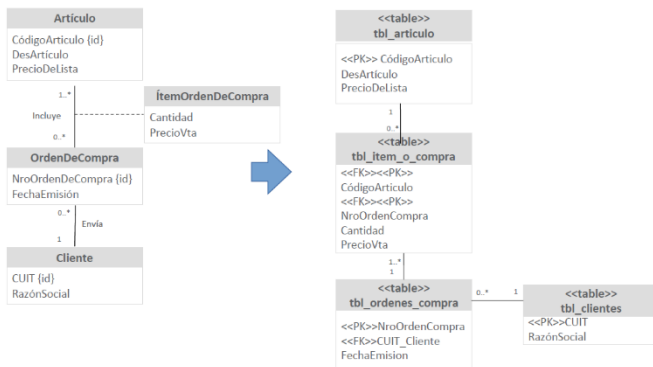 Artículo
CódigoArticulo {id}
DesArtículo
PrecioDeLista
1..*
Incluye
0..*
ÍtemOrdenDeCompra
Cantidad
PrecioVta
OrdenDeCompra
NroOrdenDeCompra {id}
FechaEmisión
0..*
Envía
1
Cliente
CUIT {id}
RazónSocial
<<table>>
tbl_articulo
<<PK>> CódigoArticulo
DesArtículo
PrecioDeLista
1
0..*
<<table>>
tbl_item_o_compra
<<FK>><<PK>>
CódigoArticulo
<<FK>><<PK>>
NroOrdenCompra
Cantidad
PrecioVta
1..*
1
<<table>>
tbl_ordenes_compra
<<PK>>NroOrdenCompra
<<FK>>CUIT_Cliente
FechaEmision
0..*
1
<<table>>
tbl_clientes
<<PK>>CUIT
RazónSocial